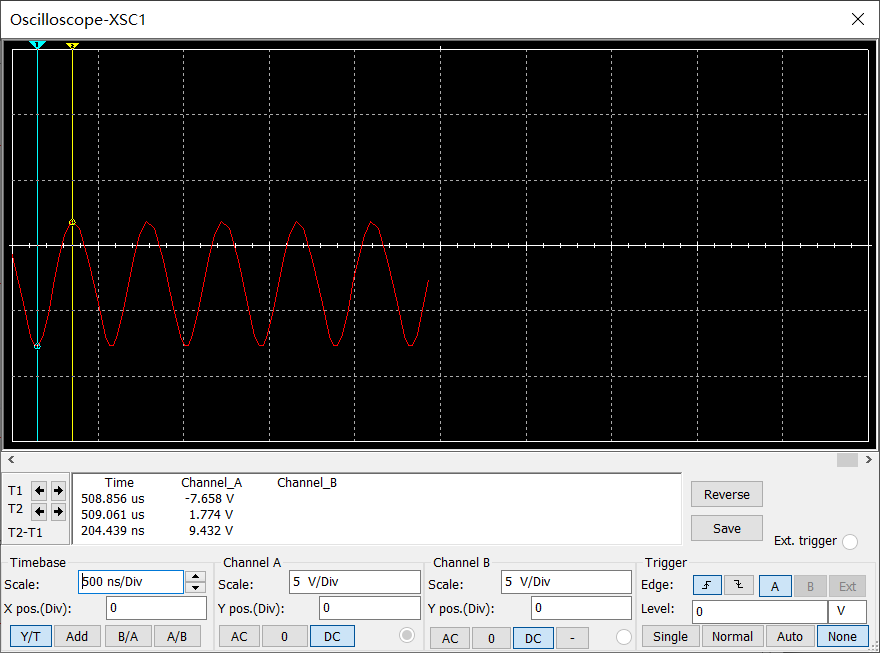 Oscilloscope-XSC1
1 2
Time Channel_A Channel_B
T1 508.856 us -7.658 V
T2 509.061 us 1.774 V
T2-T1 204.439 ns 9.432 V
Reverse
Save
Ext. trigger
Timebase Channel A Channel B Trigger
Scale: 500 ns/Div Scale: 5 V/Div Scale: 5 V/Div Edge: A B Ext
X pos.(Div): 0 Y pos.(Div): 0 Y pos.(Div): 0 Level: 0 V
Y/T Add B/A A/B AC 0 DC AC 0 DC - Single Normal Auto None